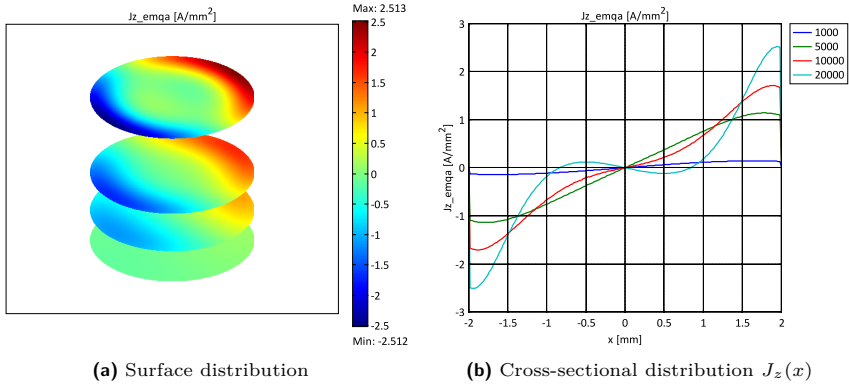 Jz_emqa [A/mm²]
Max: 2.513
2.5
2
1.5
1
0.5
0
-0.5
-1
-1.5
-2
-2.5
Min: -2.512
(a) Surface distribution
Jz_emqa [A/mm²]
3
2
1
0
-1
-2
-3
Jz_emqa [A/mm²]
-2 -1.5 -1 -0.5 0 0.5 1 1.5 2
x [mm]
1000
5000
10000
20000
(b) Cross-sectional distribution Jz(x)